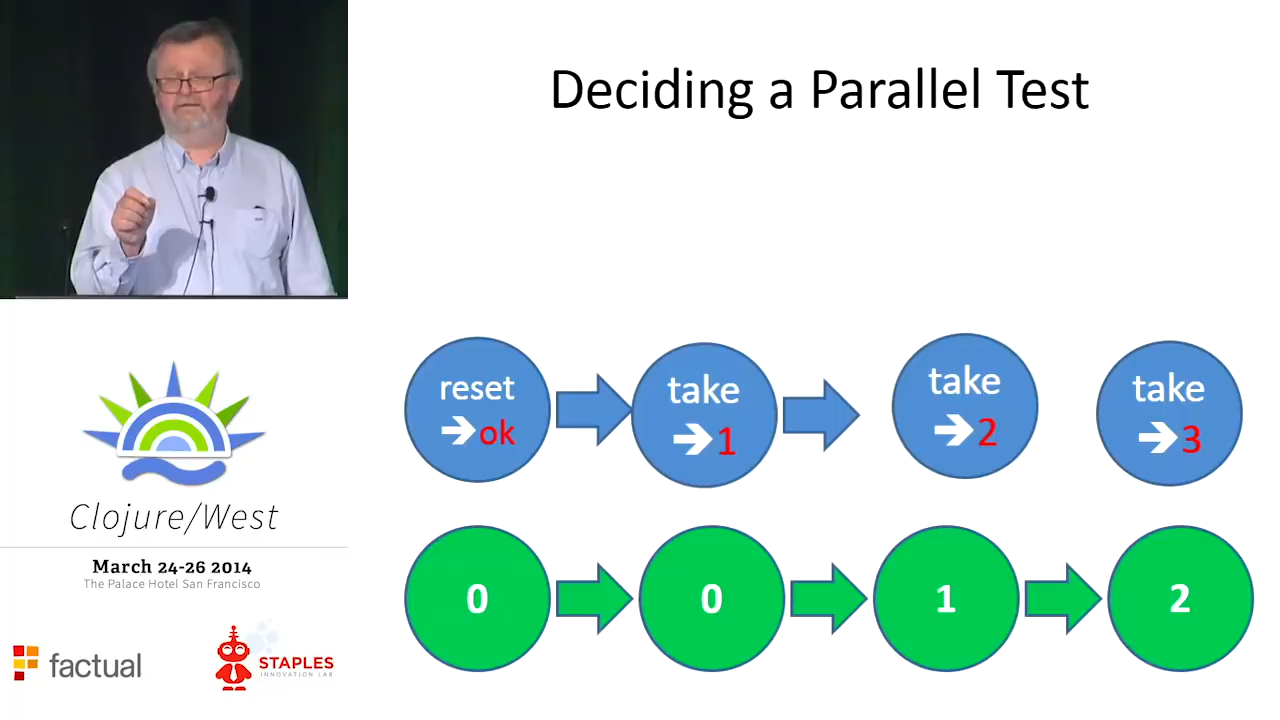 Deciding a Parallel Test
reset
➔ok
take
➔1
take
➔2
take
➔3
0
0
1
2
Clojure/West
March 24-26 2014
The Palace Hotel San Francisco
factual
STAPLES
INNOVATION LAB